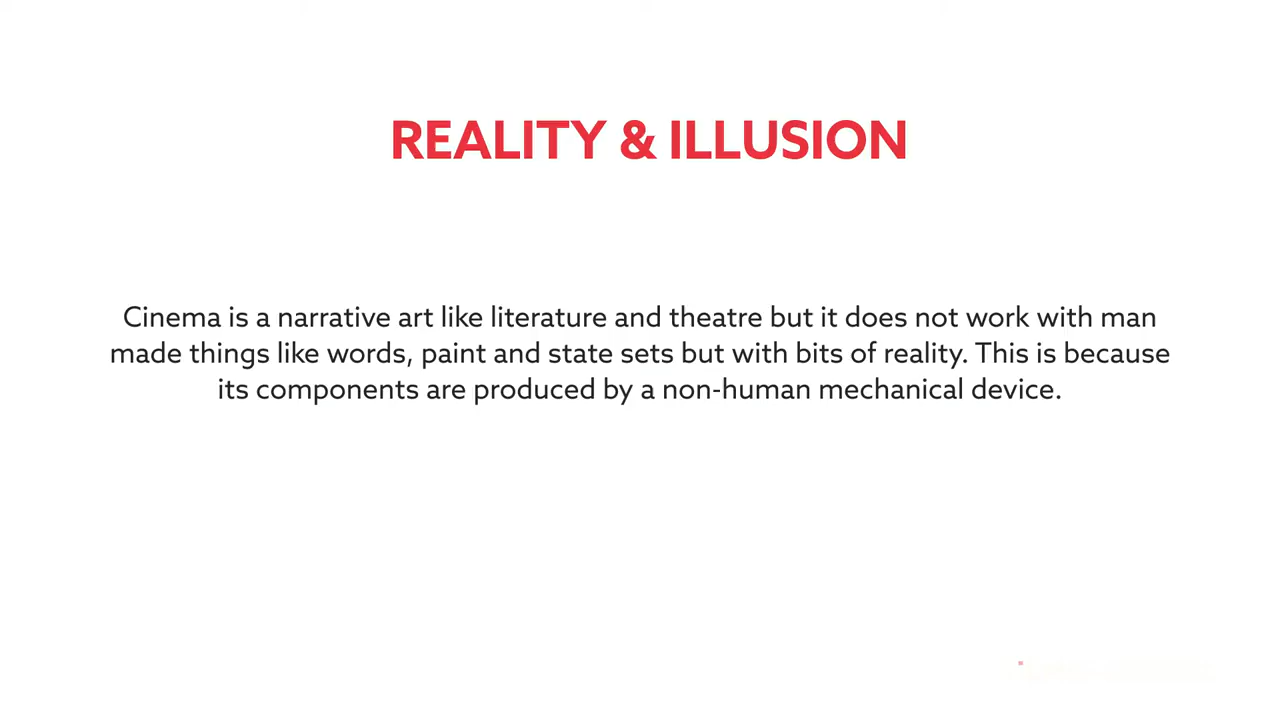 REALITY & ILLUSION
Cinema is a narrative art like literature and theatre but it does not work with man
made things like words, paint and state sets but with bits of reality. This is because
its components are produced by a non-human mechanical device.